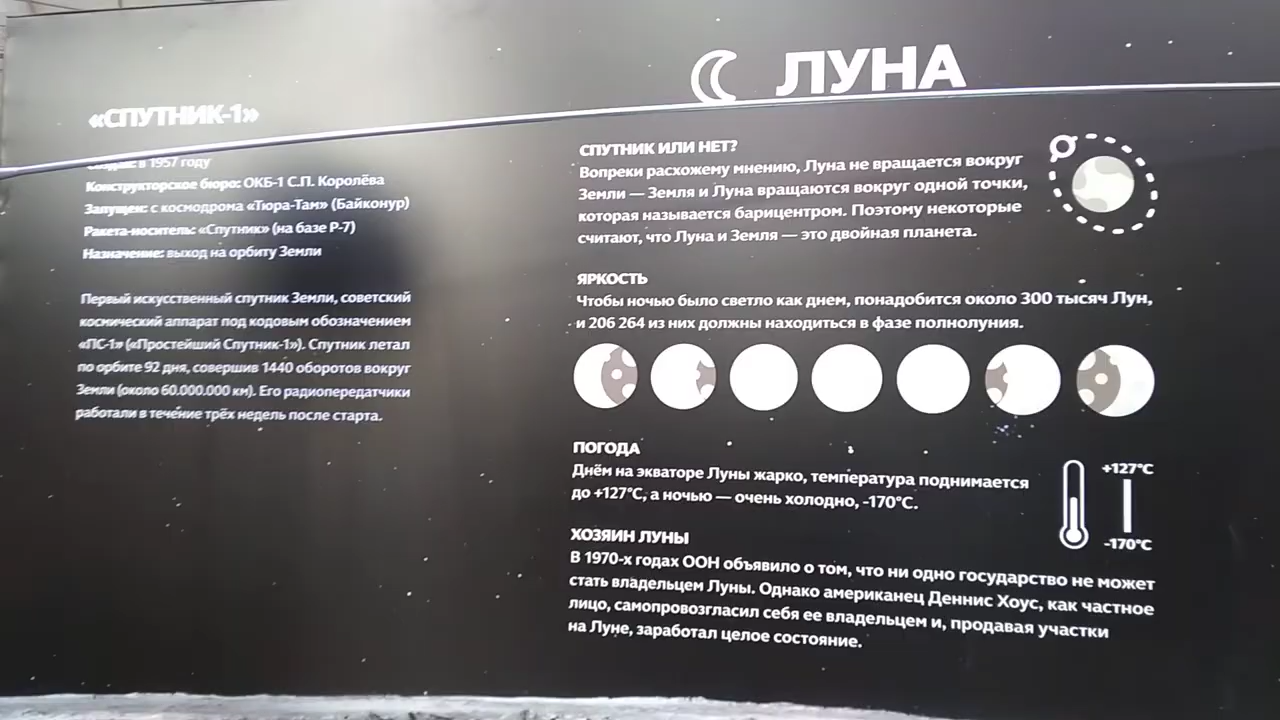 «СПУТНИК-1»
в 1957 году
Конструкторское бюро: ОКБ-1 С.П. Королёва
Запущен: с космодрома «Тюра-Там» (Байконур)
Ракета-носитель: «Спутник» (на базе Р-7)
Назначение: выход на орбиту Земли
Первый искусственный спутник Земли, советский
космический аппарат под кодовым обозначением
«ПС-1» («Простейший Спутник-1»). Спутник летал
по орбите 92 дня, совершив 1440 оборотов вокруг
Земли (около 60.000.000 км). Его радиопередатчики
работали в течение трёх недель после старта.
ЛУНА
СПУТНИК ИЛИ НЕТ?
Вопреки расхожему мнению, Луна не вращается вокруг
Земли — Земля и Луна вращаются вокруг одной точки,
которая называется барицентром. Поэтому некоторые
считают, что Луна и Земля — это двойная планета.
ЯРКОСТЬ
Чтобы ночью было светло как днем, понадобится около 300 тысяч Лун,
и 206 264 из них должны находиться в фазе полнолуния.
ПОГОДА
Днём на экваторе Луны жарко, температура поднимается
до +127°C, а ночью — очень холодно, -170°C.
+127°C
-170°C
ХОЗЯИН ЛУНЫ
В 1970-х годах ООН объявило о том, что ни одно государство не может
стать владельцем Луны. Однако американец Деннис Хоус, как частное
лицо, самопровозгласил себя ее владельцем и, продавая участки
на Луне, заработал целое состояние.